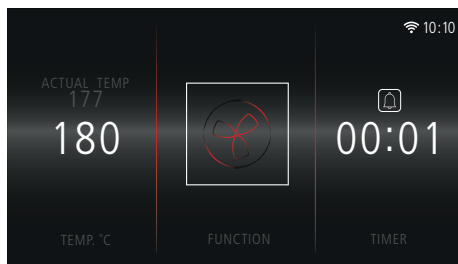 10:10
ACTUAL TEMP
177
180
00:01
TEMP. °C
FUNCTION
TIMER